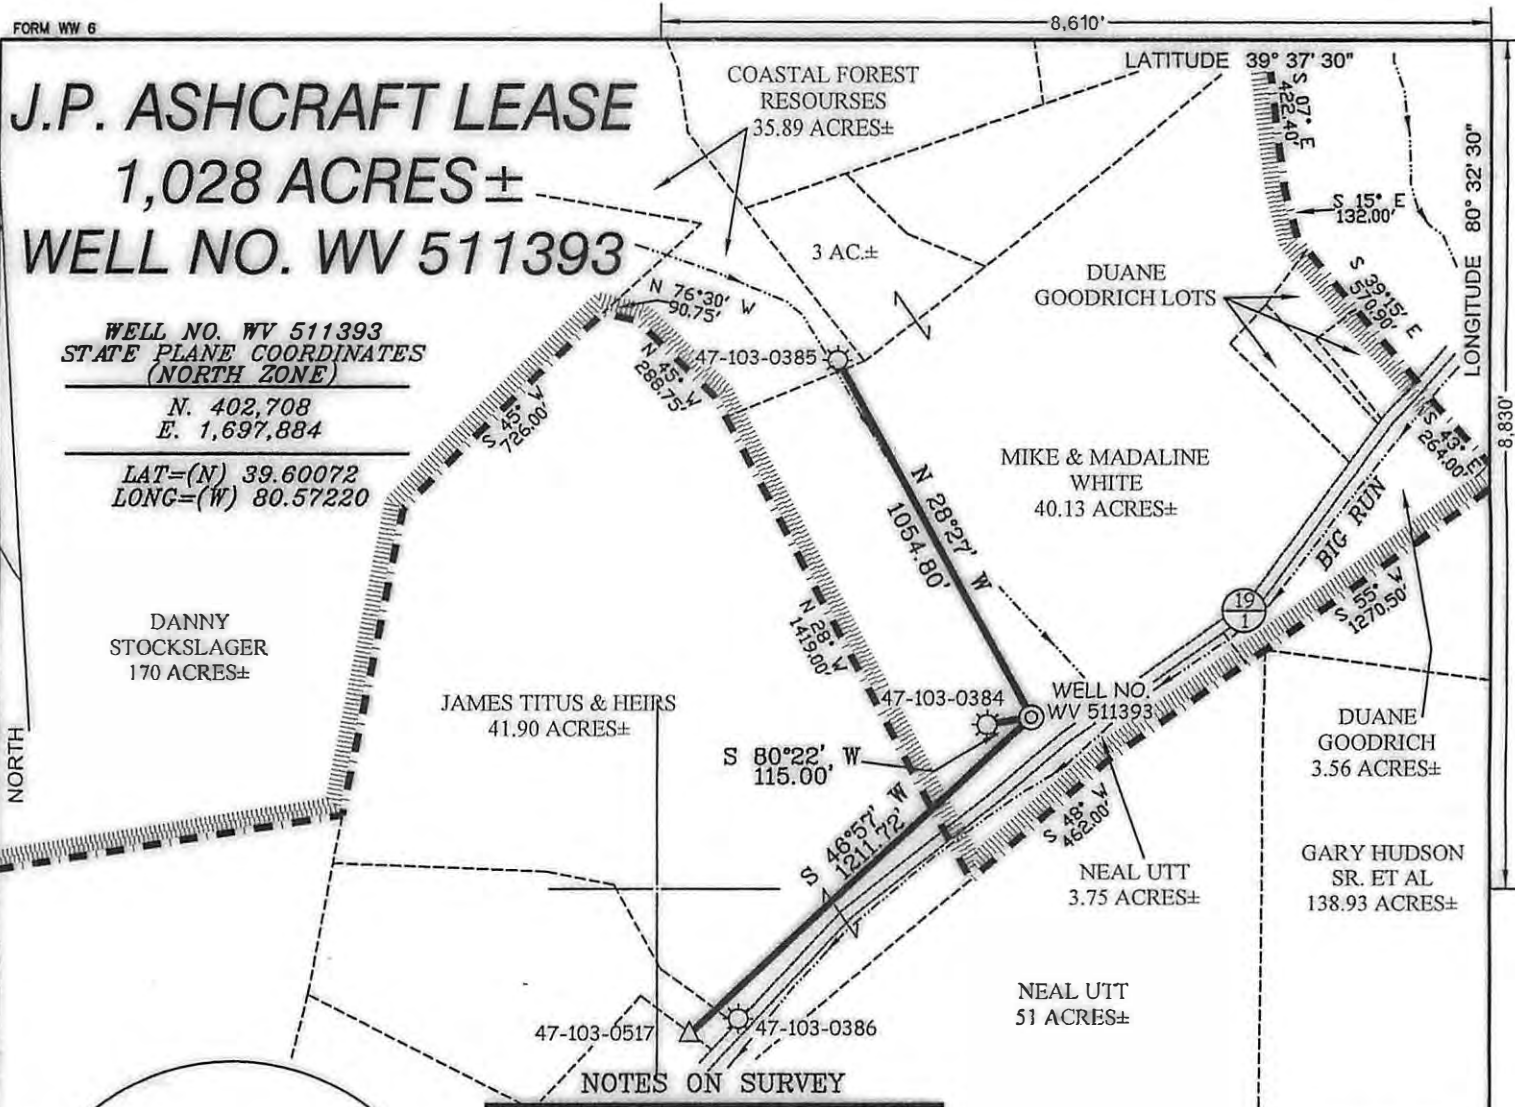 FORM WW 6
8,610'
J.P. ASHCRAFT LEASE
1,028 ACRES±
WELL NO. WV 511393
COASTAL FOREST
RESOURSES
35.89 ACRES±
LATITUDE 39° 37' 30"
S 07° E
422.40'
S 15° E
132.00'
LONGITUDE 80° 32' 30"
8,830'
3 AC.±
DUANE
GOODRICH LOTS
S 39°15' E
570.90'
N 76°30' W
90.75'
N 45° W
288.75'
47-103-0385
WELL NO. WV 511393
STATE PLANE COORDINATES
(NORTH ZONE)
N. 402,708
E. 1,697,884
LAT=(N) 39.60072
LONG=(W) 80.57220
S 45° W
726.00'
S 43° E
264.00'
MIKE & MADALINE
WHITE
40.13 ACRES±
N 28°27' W
1054.80'
BIG RUN
S 55° W
1270.50'
19
1
DANNY
STOCKSLAGER
170 ACRES±
N 28° W
1419.00'
JAMES TITUS & HEIRS
41.90 ACRES±
47-103-0384
WELL NO.
WV 511393
DUANE
GOODRICH
3.56 ACRES±
NORTH
S 80°22' W
115.00'
S 48°57' W
1211.72'
S 48° W
462.00'
NEAL UTT
3.75 ACRES±
GARY HUDSON
SR. ET AL
138.93 ACRES±
NEAL UTT
51 ACRES±
47-103-0517
47-103-0386
NOTES ON SURVEY